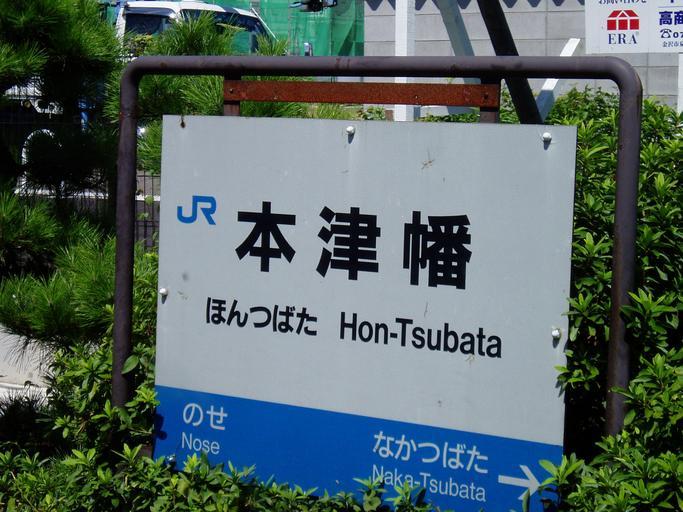 JR 本津幡
ほんつばた Hon-Tsubata
のせ
Nose
なかつばた
Naka-Tsubata
ERA
高商